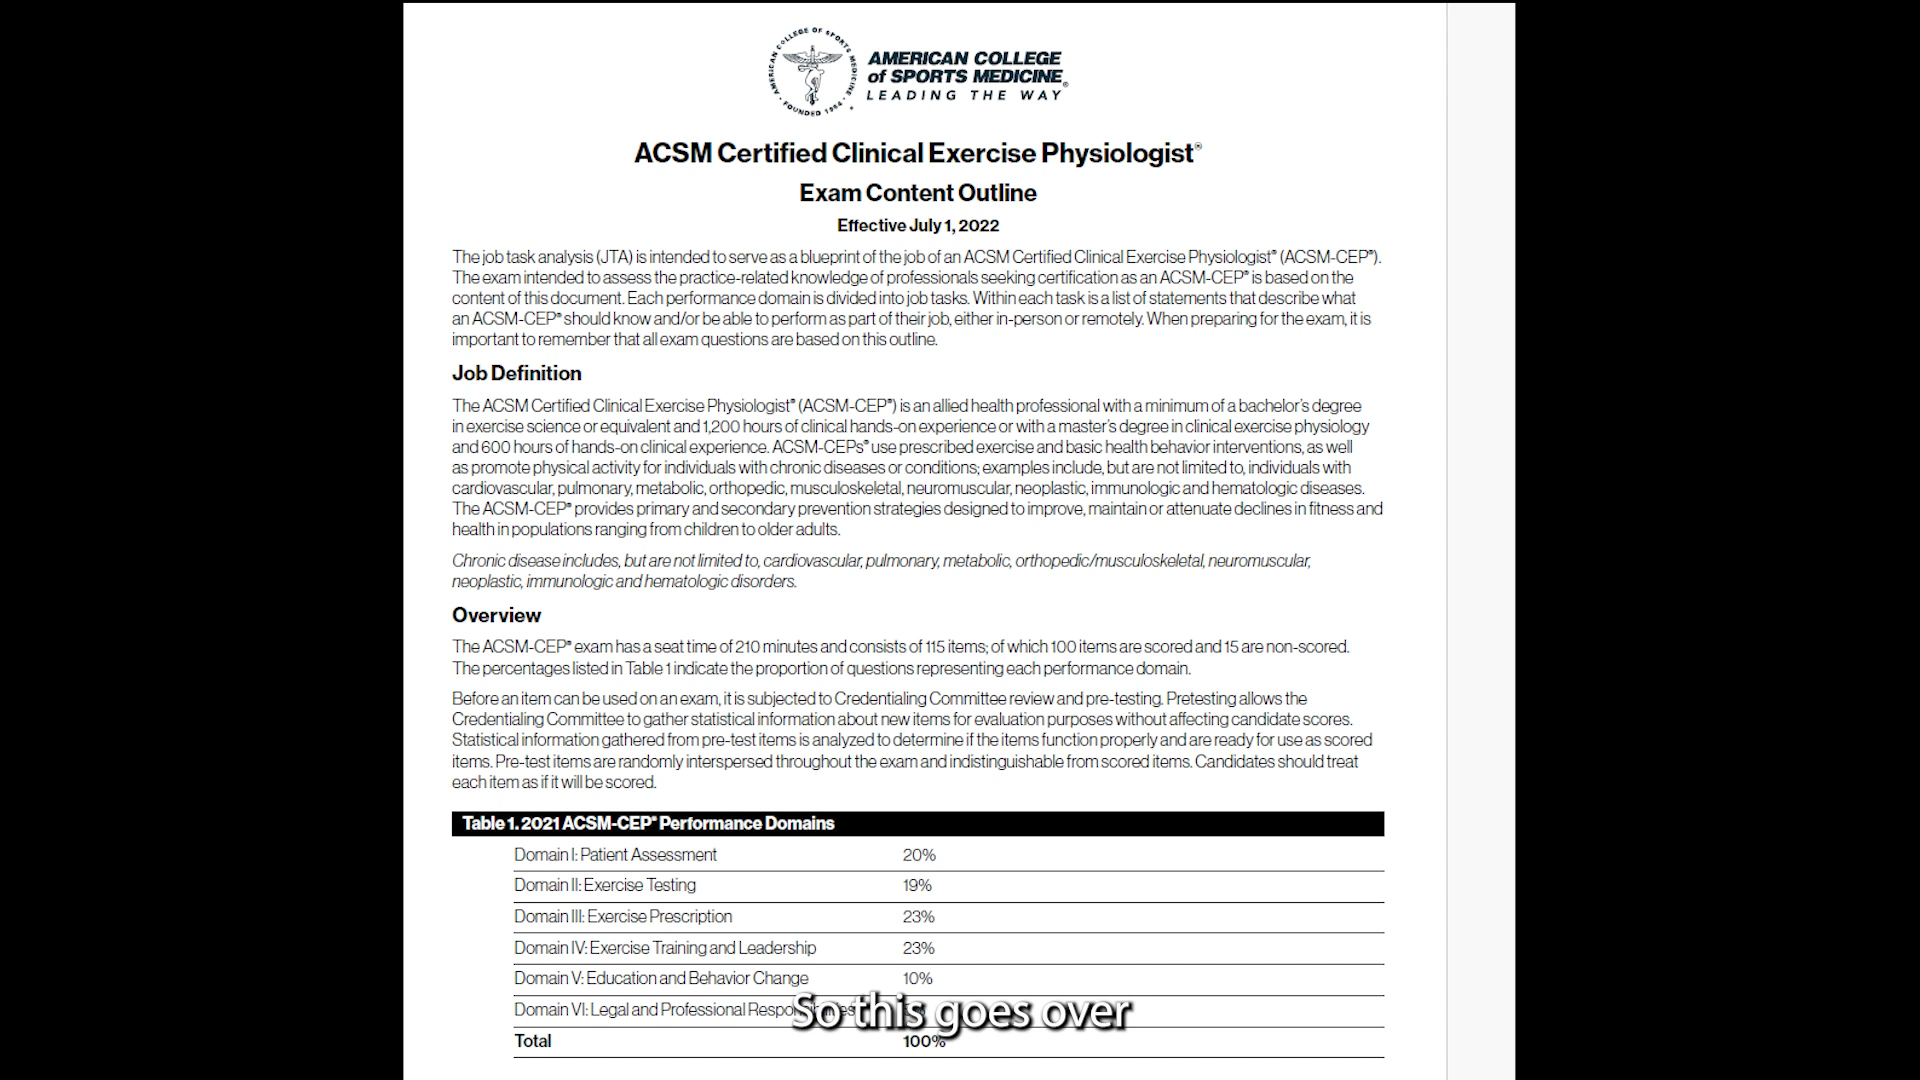 AMERICAN COLLEGE OF SPORTS MEDICINE
FOUNDED 1954
AMERICAN COLLEGE
of SPORTS MEDICINE®
LEADING THE WAY
ACSM Certified Clinical Exercise Physiologist®
Exam Content Outline
Effective July 1, 2022
The job task analysis (JTA) is intended to serve as a blueprint of the job of an ACSM Certified Clinical Exercise Physiologist® (ACSM-CEP®).
The exam intended to assess the practice-related knowledge of professionals seeking certification as an ACSM-CEP® is based on the
content of this document. Each performance domain is divided into job tasks. Within each task is a list of statements that describe what
an ACSM-CEP® should know and/or be able to perform as part of their job, either in-person or remotely. When preparing for the exam, it is
important to remember that all exam questions are based on this outline.
Job Definition
The ACSM Certified Clinical Exercise Physiologist® (ACSM-CEP®) is an allied health professional with a minimum of a bachelor's degree
in exercise science or equivalent and 1,200 hours of clinical hands-on experience or with a master's degree in clinical exercise physiology
and 600 hours of hands-on clinical experience. ACSM-CEPs® use prescribed exercise and basic health behavior interventions, as well
as promote physical activity for individuals with chronic diseases or conditions; examples include, but are not limited to, individuals with
cardiovascular, pulmonary, metabolic, orthopedic, musculoskeletal, neuromuscular, neoplastic, immunologic and hematologic diseases.
The ACSM-CEP® provides primary and secondary prevention strategies designed to improve, maintain or attenuate declines in fitness and
health in populations ranging from children to older adults.
Chronic disease includes, but are not limited to, cardiovascular, pulmonary, metabolic, orthopedic/musculoskeletal, neuromuscular,
neoplastic, immunologic and hematologic disorders.
Overview
The ACSM-CEP® exam has a seat time of 210 minutes and consists of 115 items; of which 100 items are scored and 15 are non-scored.
The percentages listed in Table 1 indicate the proportion of questions representing each performance domain.
Before an item can be used on an exam, it is subjected to Credentialing Committee review and pre-testing. Pretesting allows the
Credentialing Committee to gather statistical information about new items for evaluation purposes without affecting candidate scores.
Statistical information gathered from pre-test items is analyzed to determine if the items function properly and are ready for use as scored
items. Pre-test items are randomly interspersed throughout the exam and indistinguishable from scored items. Candidates should treat
each item as if it will be scored.
Table 1. 2021 ACSM-CEP® Performance Domains
Domain I: Patient Assessment 20%
Domain II: Exercise Testing 19%
Domain III: Exercise Prescription 23%
Domain IV: Exercise Training and Leadership 23%
Domain V: Education and Behavior Change 10%
Domain VI: Legal and Professional
So this goes over
Total 100%